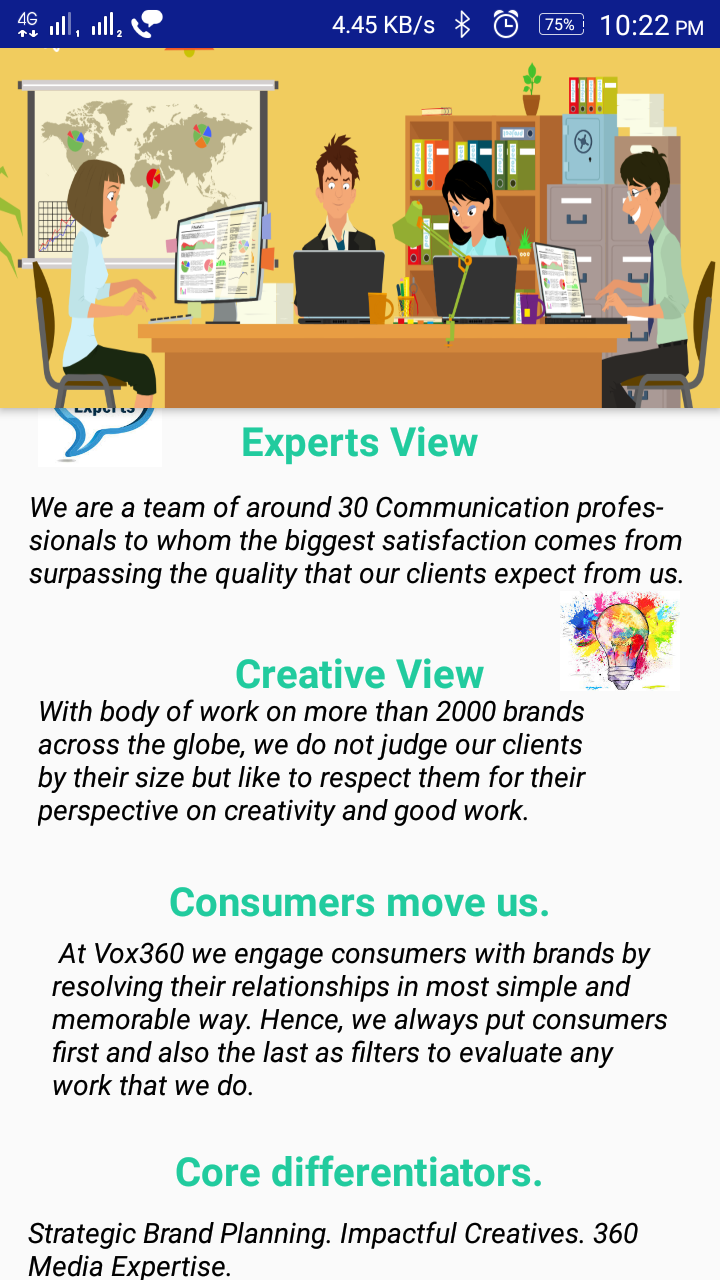 4G
1
2
4.45 KB/s
75%
10:22 PM
Experts
Experts View
We are a team of around 30 Communication profes-
sionals to whom the biggest satisfaction comes from
surpassing the quality that our clients expect from us.
Creative View
With body of work on more than 2000 brands
across the globe, we do not judge our clients
by their size but like to respect them for their
perspective on creativity and good work.
Consumers move us.
At Vox360 we engage consumers with brands by
resolving their relationships in most simple and
memorable way. Hence, we always put consumers
first and also the last as filters to evaluate any
work that we do.
Core differentiators.
Strategic Brand Planning. Impactful Creatives. 360
Media Expertise.